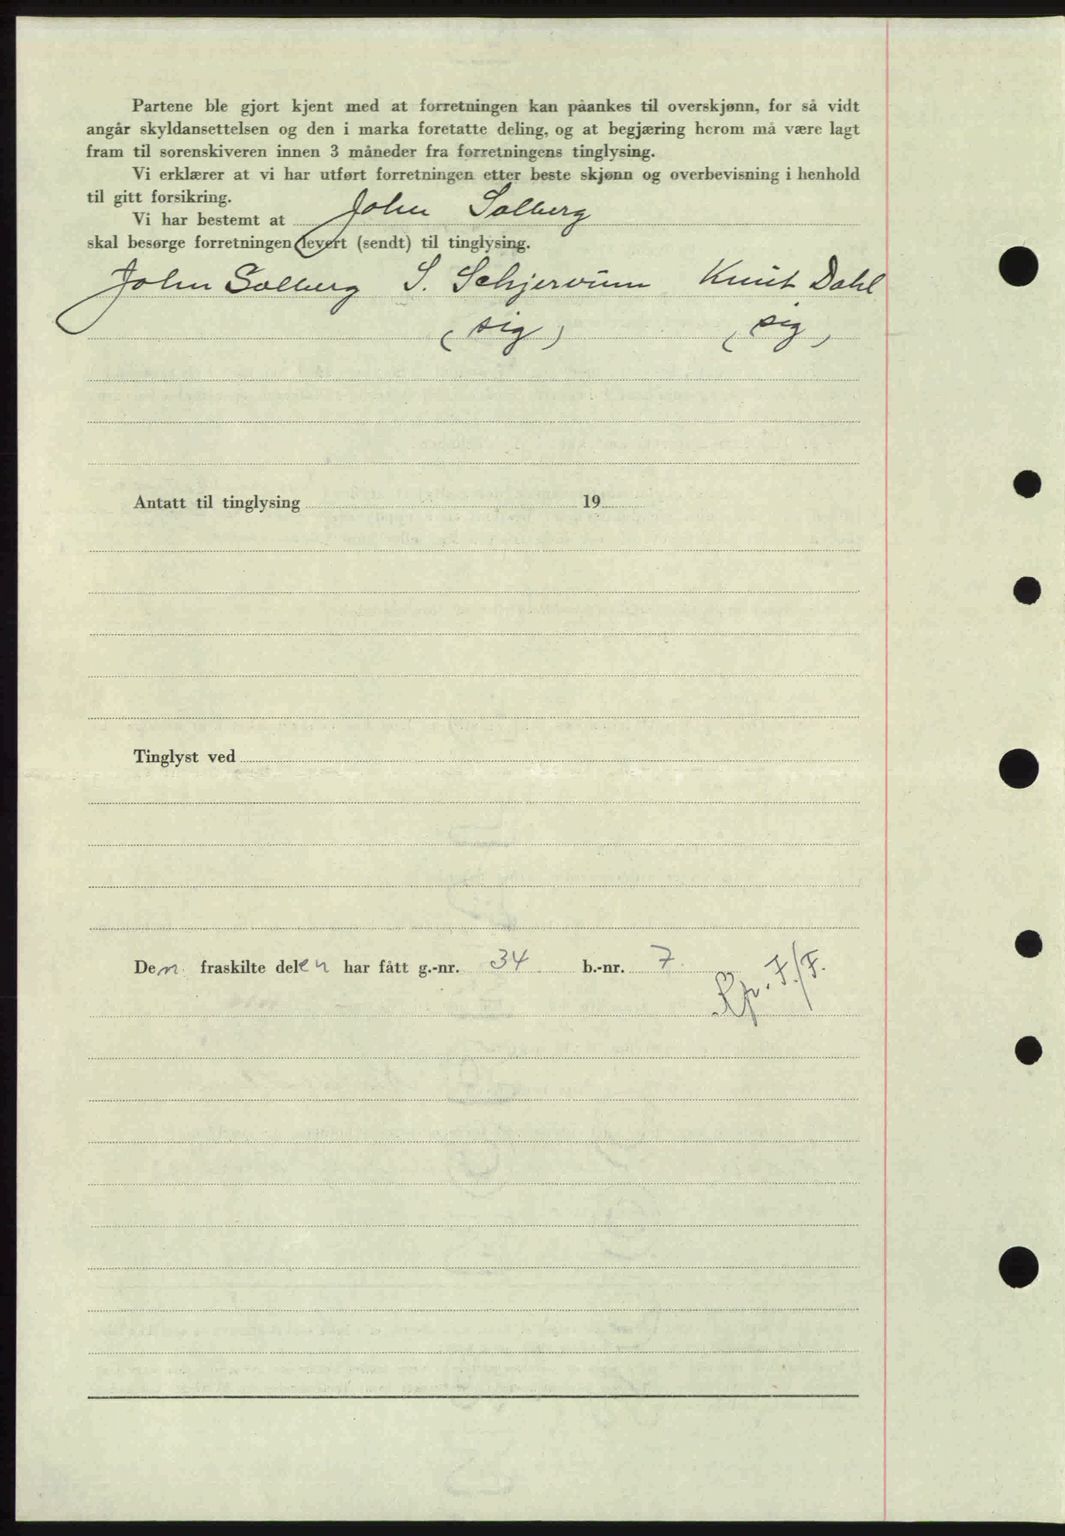 Partene ble gjort kjent med at forretningen kan påankes til overskjønn, for så vidt
angår skyldansettelsen og den i marka foretatte deling, og at begjæring herom må være lagt
fram til sorenskiveren innen 3 måneder fra forretningens tinglysing.
Vi erklærer at vi har utført forretningen etter beste skjønn og overbevisning i henhold
til gitt forsikring.
Vi har bestemt at John Solberg
skal besørge forretningen levert (sendt) til tinglysing.
John Solberg S. Schjervum Knut Dahl
(sig) (sig)
Antatt til tinglysing 19
Tinglyst ved
Den fraskilte delen har fått g.-nr. 34 b.-nr. 7.
F./F.